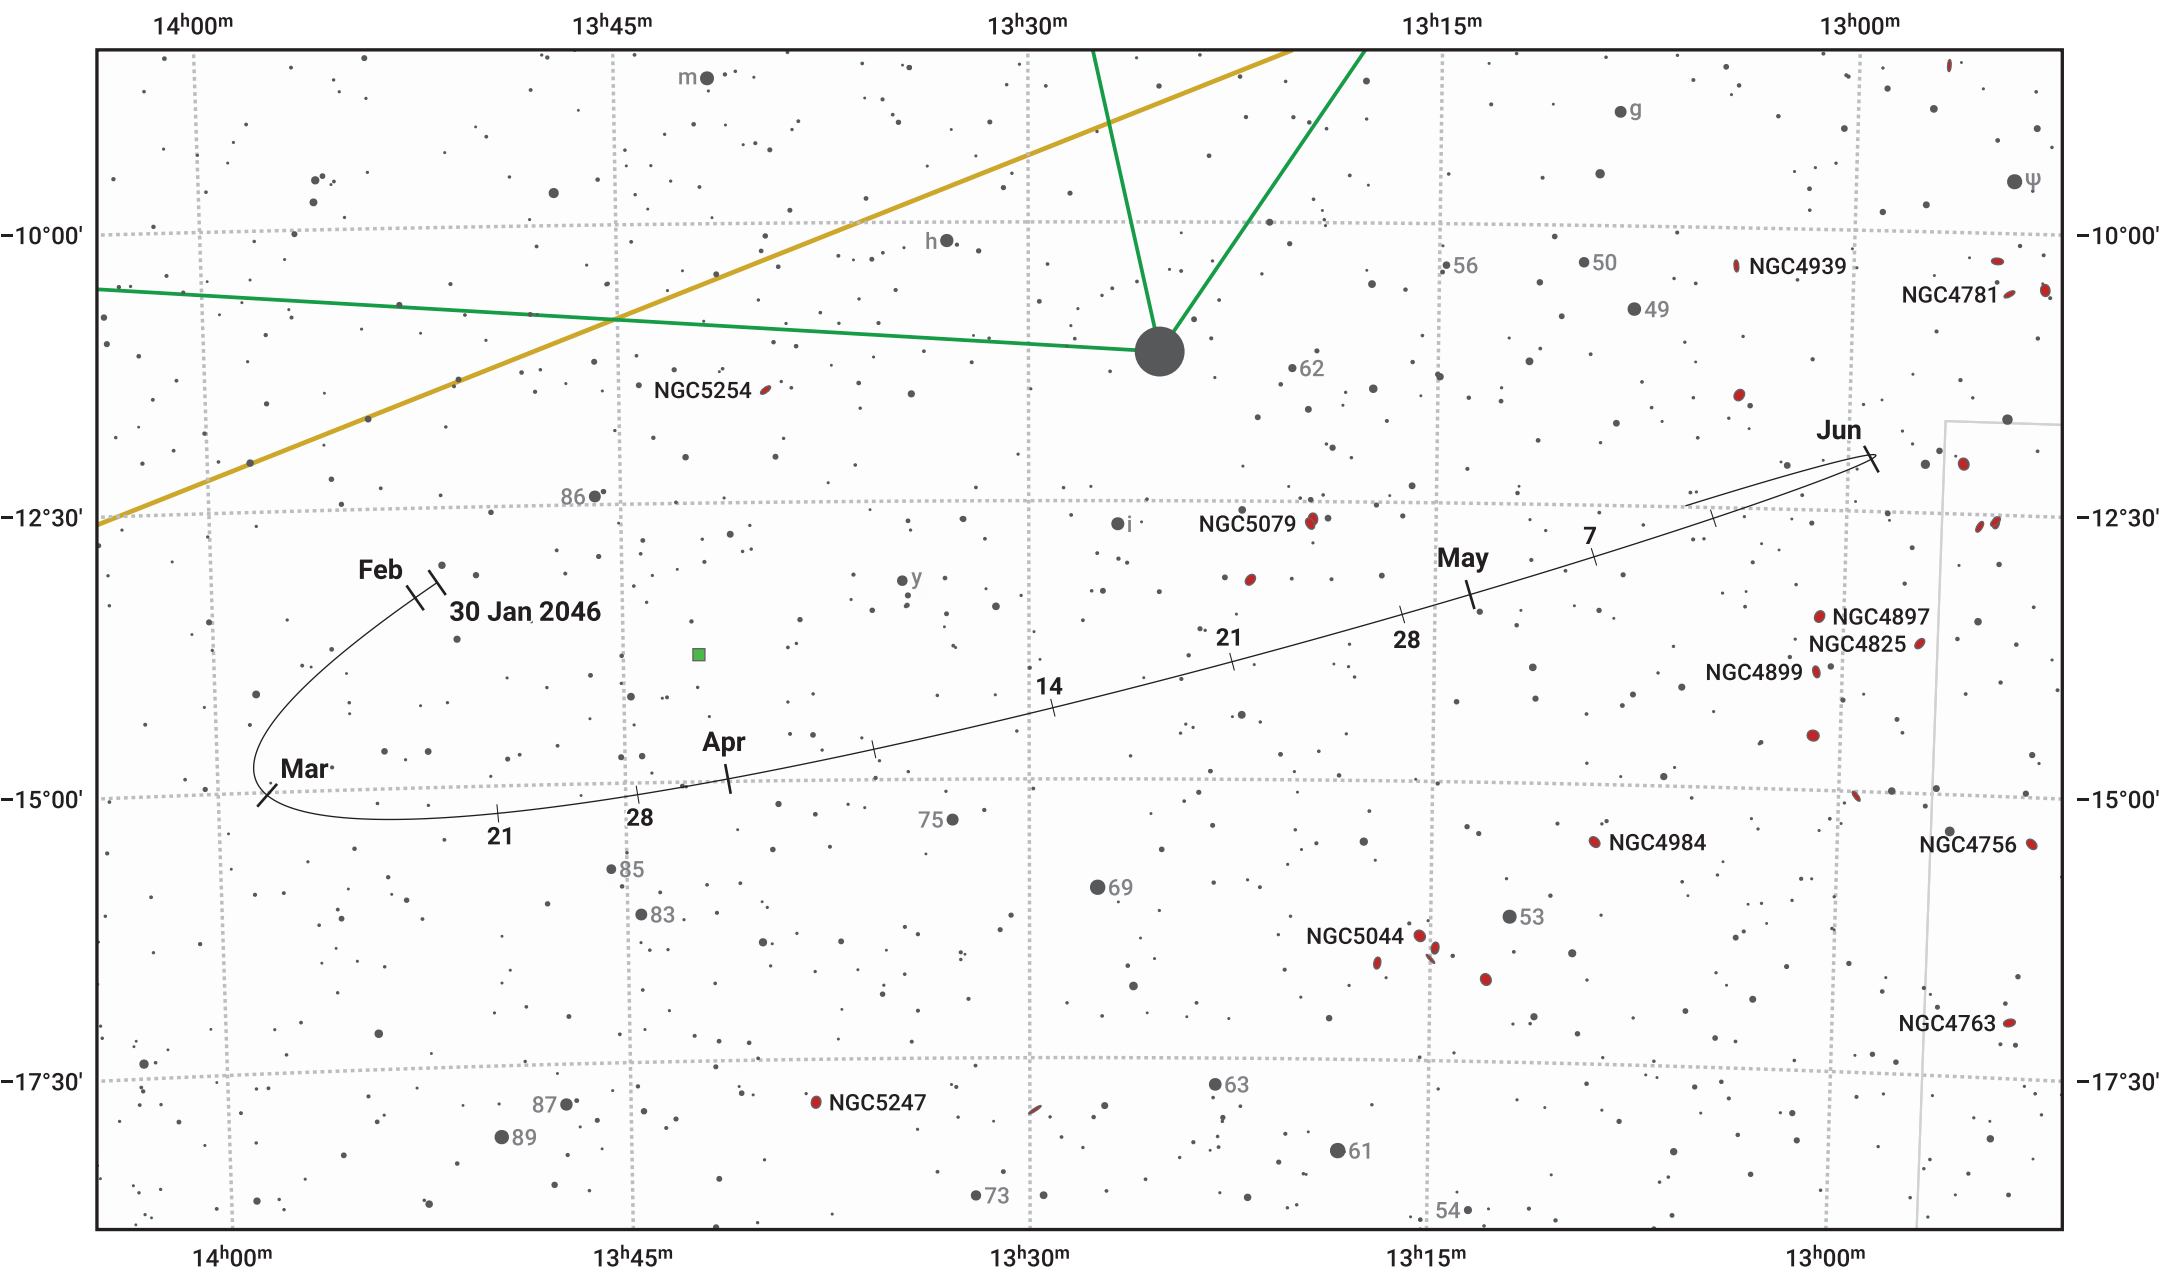 14ʰ00ᵐ 13ʰ45ᵐ 13ʰ30ᵐ 13ʰ15ᵐ 13ʰ00ᵐ
m
g
ψ
−10°00' −10°00'
h
56
50
NGC4939
NGC4781
49
62
NGC5254
Jun
86
−12°30' −12°30'
i
NGC5079
7
May
Feb
y
30 Jan 2046
NGC4897
21
28
NGC4825
NGC4899
14
Apr
Mar
−15°00' −15°00'
28
75
21
NGC4984
NGC4756
85
69
83
53
NGC5044
NGC4763
−17°30' −17°30'
63
87
NGC5247
89
61
73
54
14ʰ00ᵐ 13ʰ45ᵐ 13ʰ30ᵐ 13ʰ15ᵐ 13ʰ00ᵐ